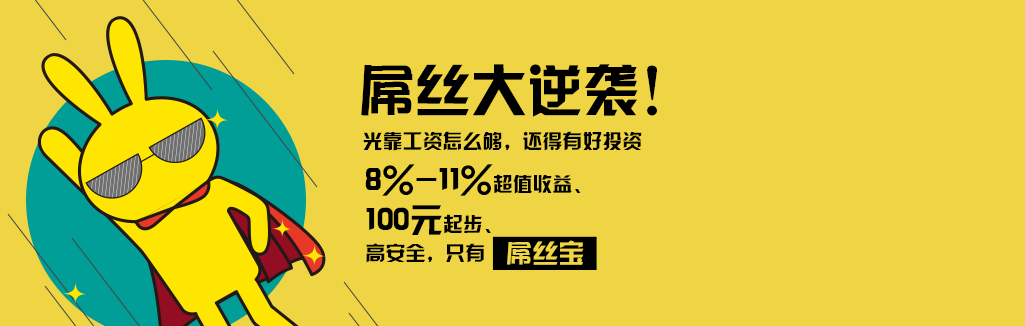 屌丝大逆袭！
光靠工资怎么够，还得有好投资
8%-11%超值收益、
100元起步、
高安全，只有 屌丝宝